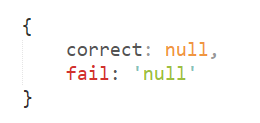 {
    correct: null,
    fail: 'null'
}